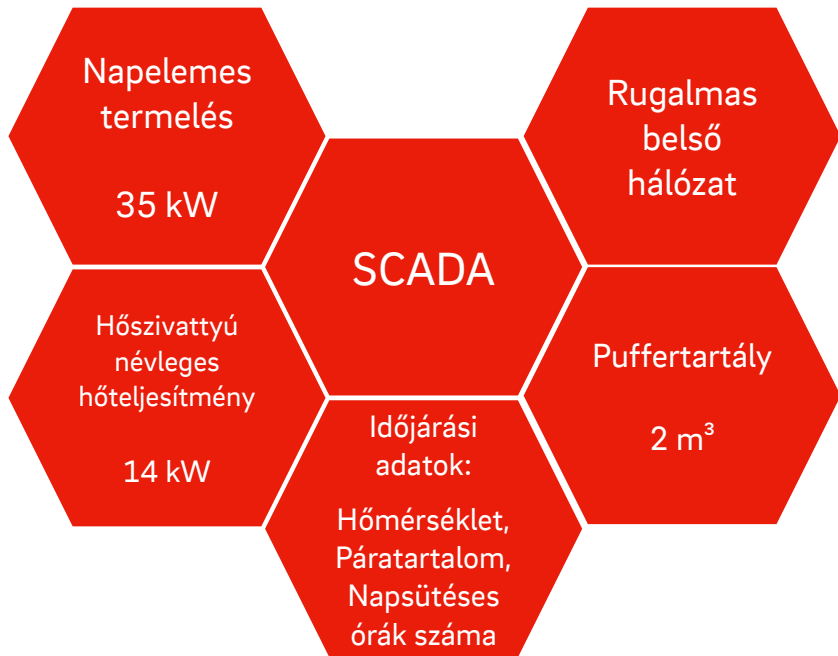 Napelemes
termelés
35 kW
Rugalmas
belső
hálózat
SCADA
Hőszivattyú
névleges
hőteljesítmény
14 kW
Puffertartály
2 m³
Időjárási
adatok:
Hőmérséklet,
Páratartalom,
Napsütéses
órák száma